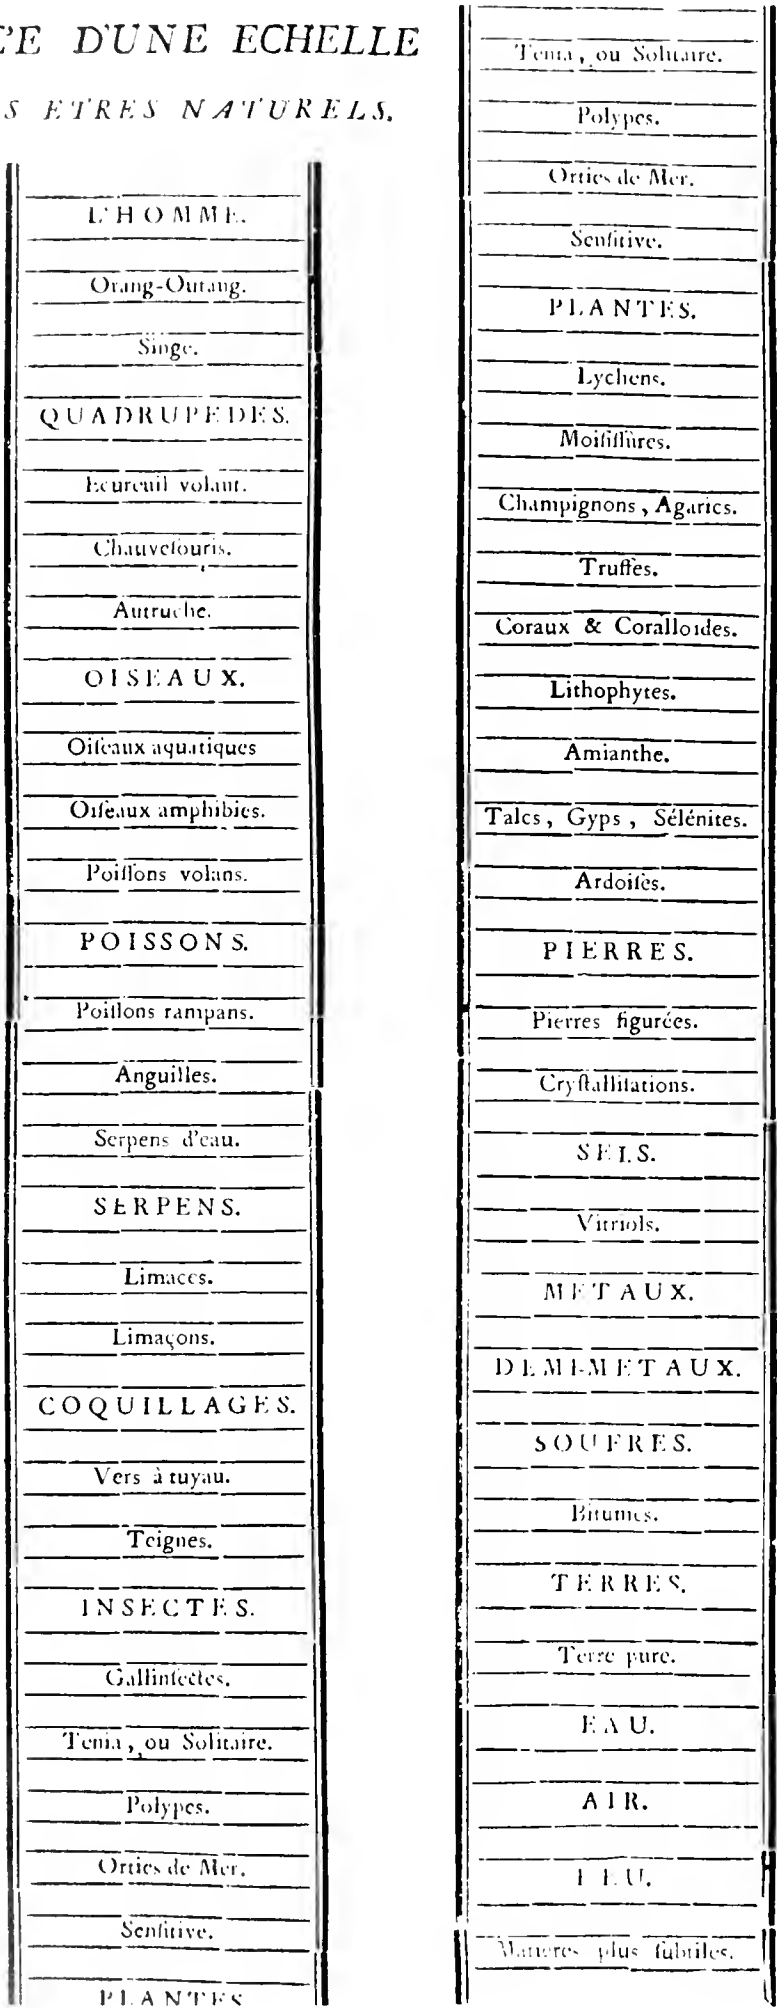 CE D'UNE ECHELLE
S ETRES NATURELS.
L'HOMME.
Orang-Outang.
Singe.
QUADRUPEDES.
Ecureuil volant.
Chauveſouris.
Autruche.
OISEAUX.
Oiſeaux aquatiques
Oiſeaux amphibies.
Poiſſons volans.
POISSONS.
Poiſſons rampans.
Anguilles.
Serpens d'eau.
SERPENS.
Limaces.
Limaçons.
COQUILLAGES.
Vers à tuyau.
Teignes.
INSECTES.
Gallinſectes.
Tenia, ou Solitaire.
Polypes.
Orties de Mer.
Senſitive.
PLANTES
Tenia, ou Solitaire.
Polypes.
Orties de Mer.
Senſitive.
PLANTES.
Lychens.
Moiſiſſûres.
Champignons, Agarics.
Truffes.
Coraux & Coralloides.
Lithophytes.
Amianthe.
Talcs, Gyps, Sélénites.
Ardoiſes.
PIERRES.
Pierres figurées.
Cryſtalliſations.
SELS.
Vitriols.
METAUX.
DEMI-METAUX.
SOUFRES.
Bitumes.
TERRES.
Terre pure.
EAU.
AIR.
FEU.
Matieres plus ſubtiles.